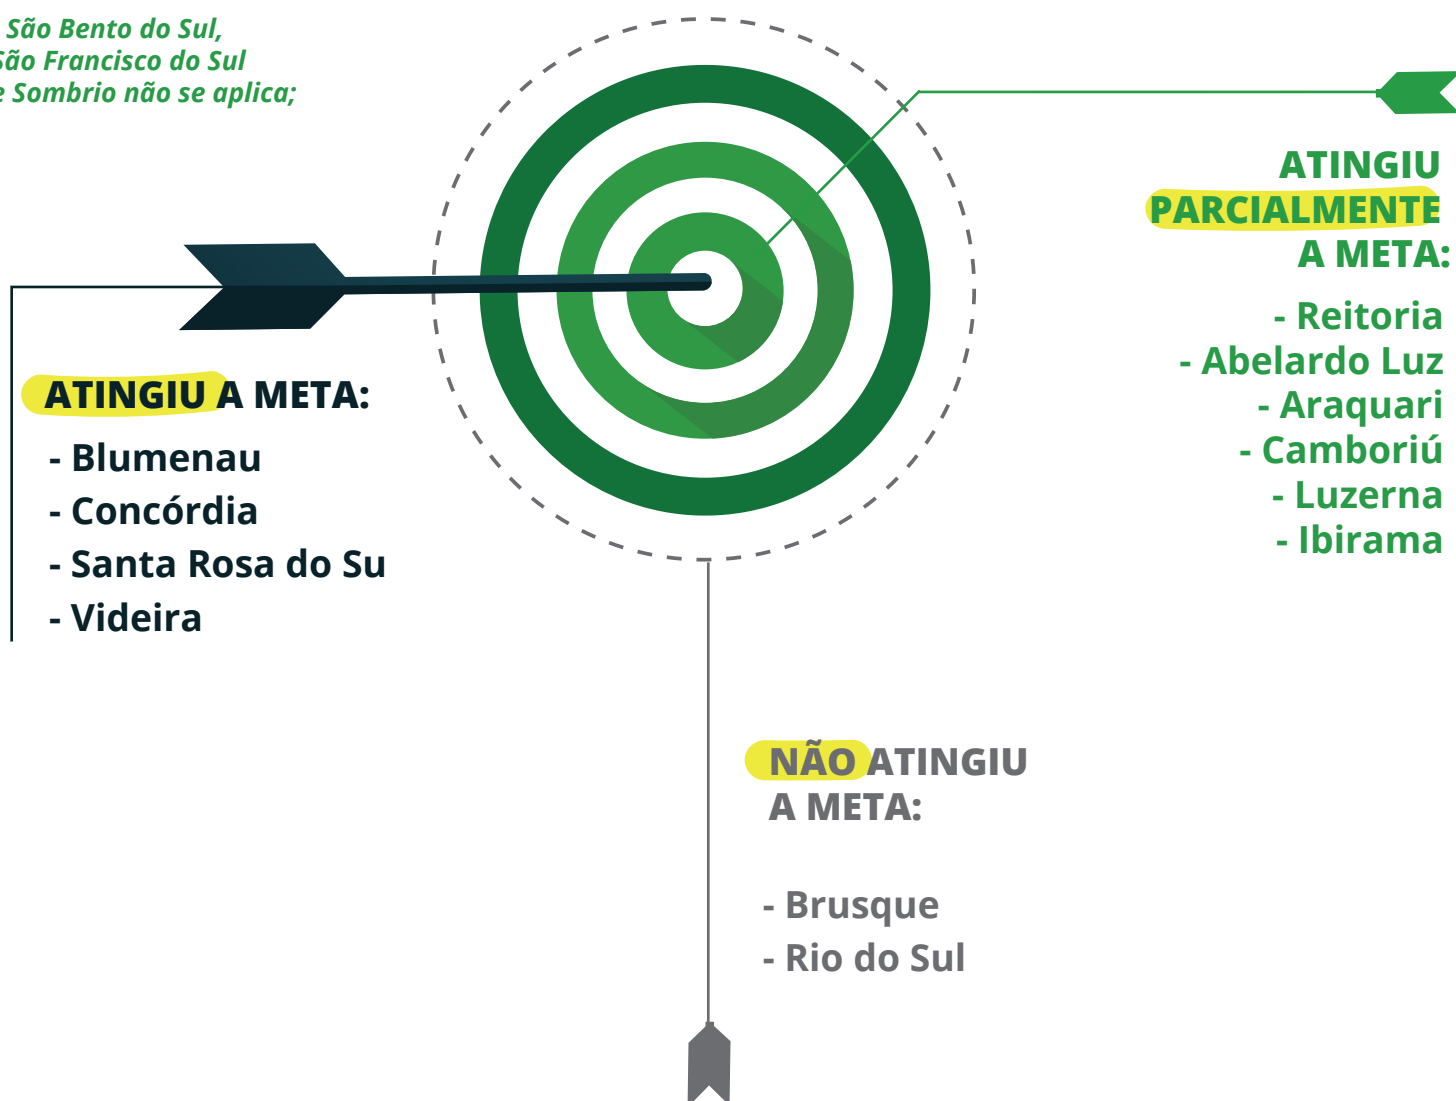 São Bento do Sul,
São Francisco do Sul
e Sombrio não se aplica;
ATINGIU
PARCIALMENTE
A META:
- Reitoria
- Abelardo Luz
- Araquari
- Camboriú
- Luzerna
- Ibirama
ATINGIU A META:
- Blumenau
- Concórdia
- Santa Rosa do Su
- Videira
NÃO ATINGIU
A META:
- Brusque
- Rio do Sul